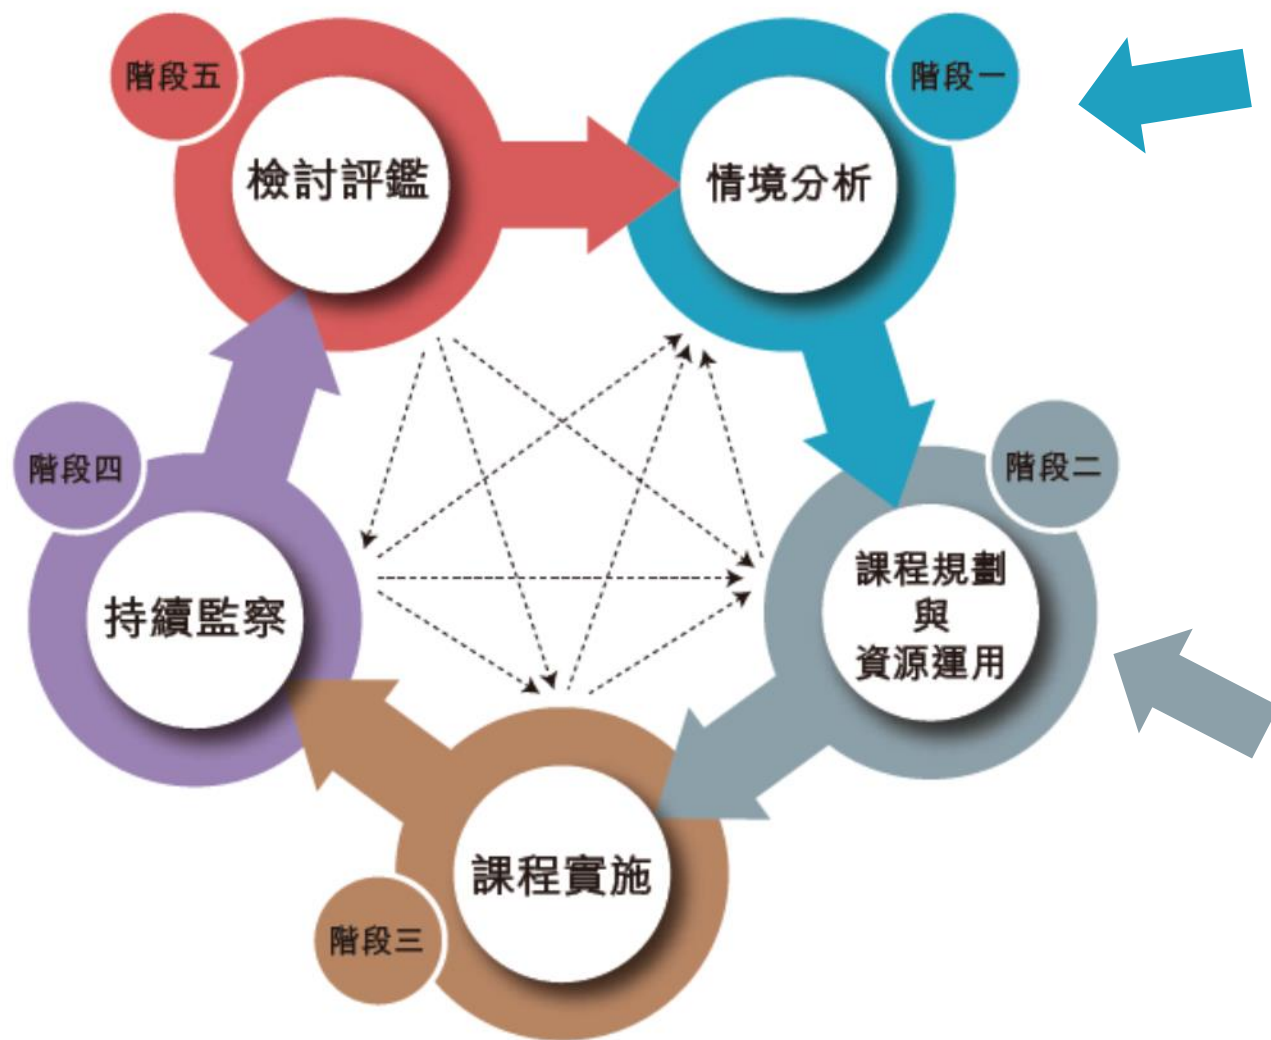 階段一
情境分析
階段二
課程規劃
與
資源運用
階段三
課程實施
階段四
持續監察
階段五
檢討評鑑